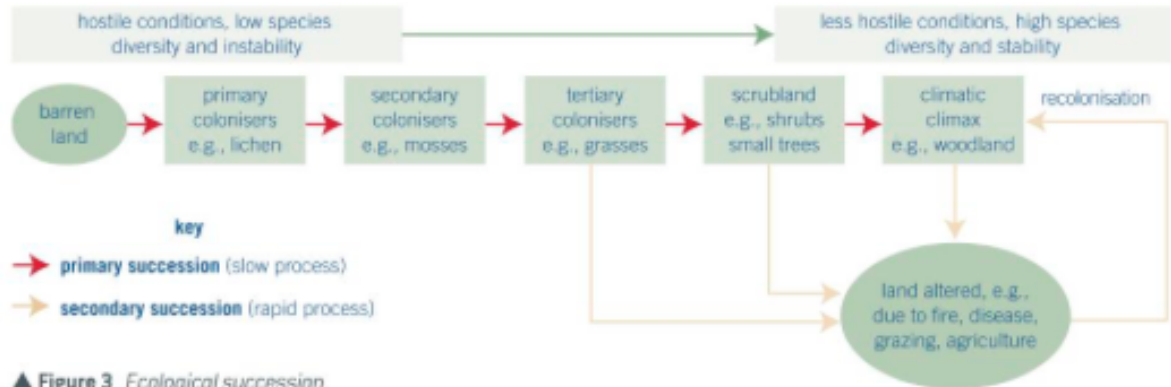 hostile conditions, low species
diversity and instability
less hostile conditions, high species
diversity and stability
barren
land
primary
colonisers
e.g., lichen
secondary
colonisers
e.g., mosses
tertiary
colonisers
e.g., grasses
scrubland
e.g., shrubs
small trees
climatic
climax
e.g., woodland
recolonisation
key
primary succession (slow process)
secondary succession (rapid process)
land altered, e.g.,
due to fire, disease,
grazing, agriculture
▲ Figure 3 Ecological succession